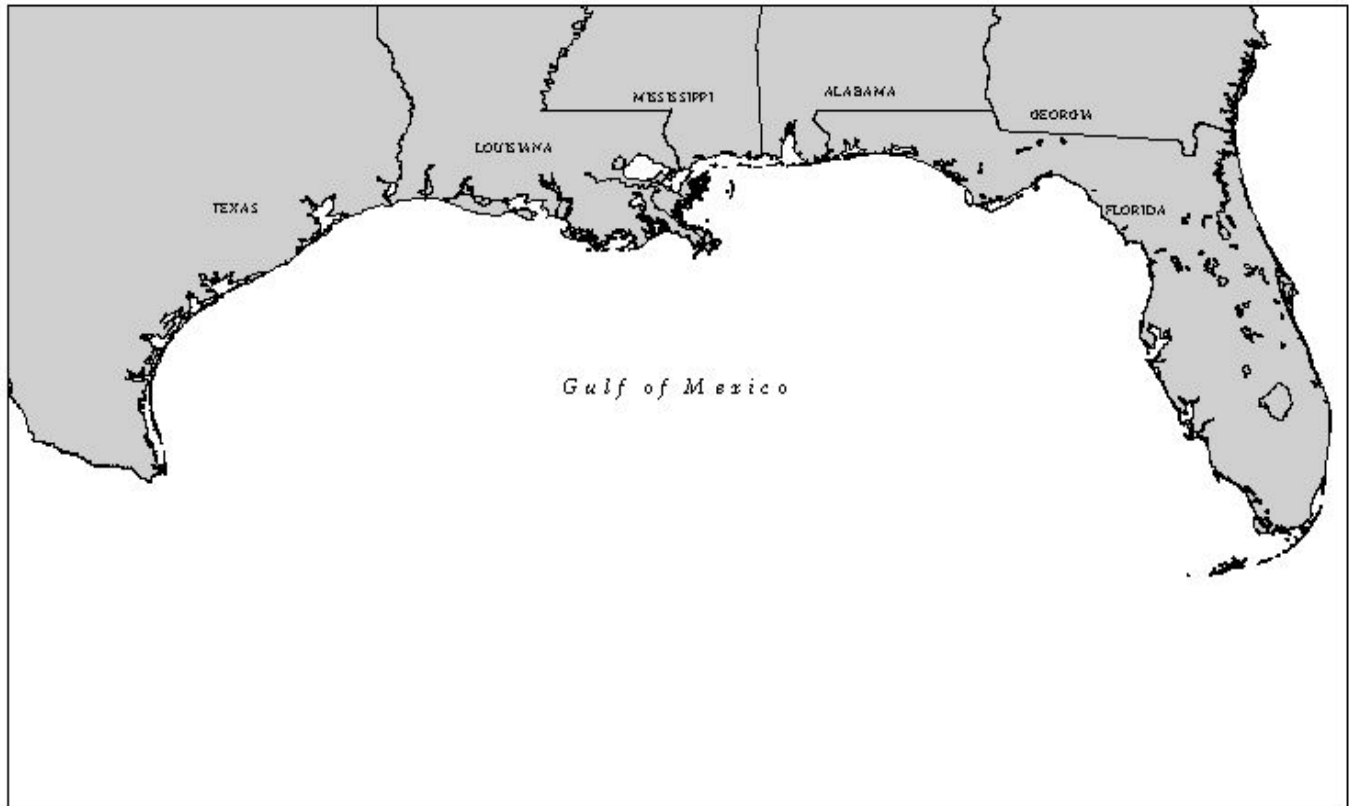 MISSISSIPPI
ALABAMA
GEORGIA
LOUISIANA
TEXAS
FLORIDA
Gulf of Mexico